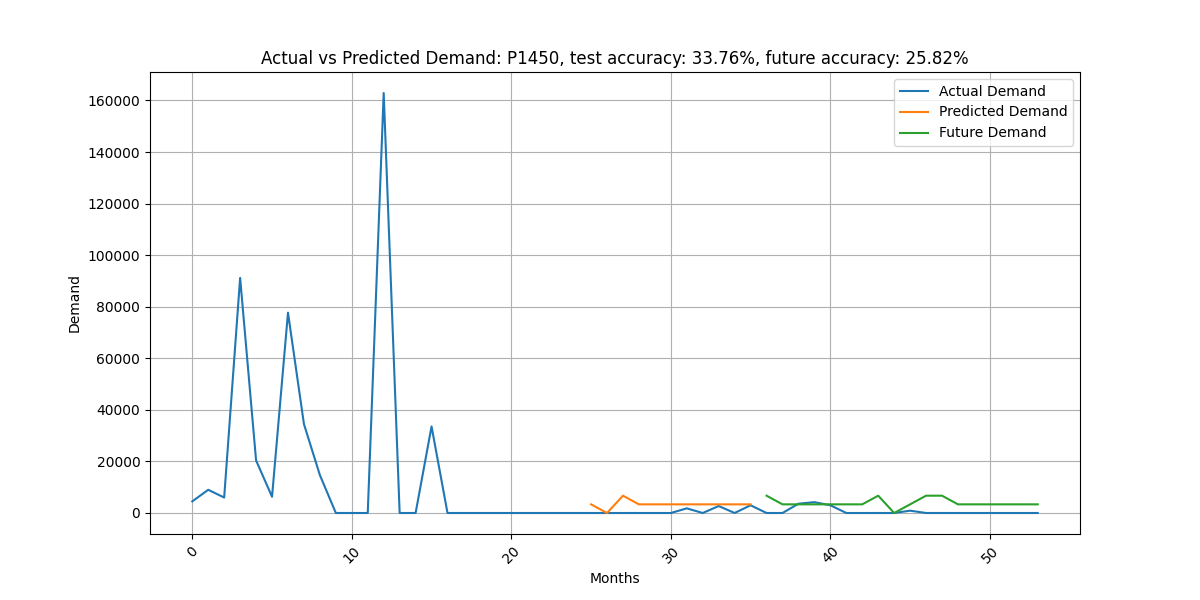 Actual vs Predicted Demand: P1450, test accuracy: 33.76%, future accuracy: 25.82%
Actual Demand
Predicted Demand
Future Demand
160000
140000
120000
100000
80000
60000
40000
20000
0
Demand
0
10
20
30
40
50
Months